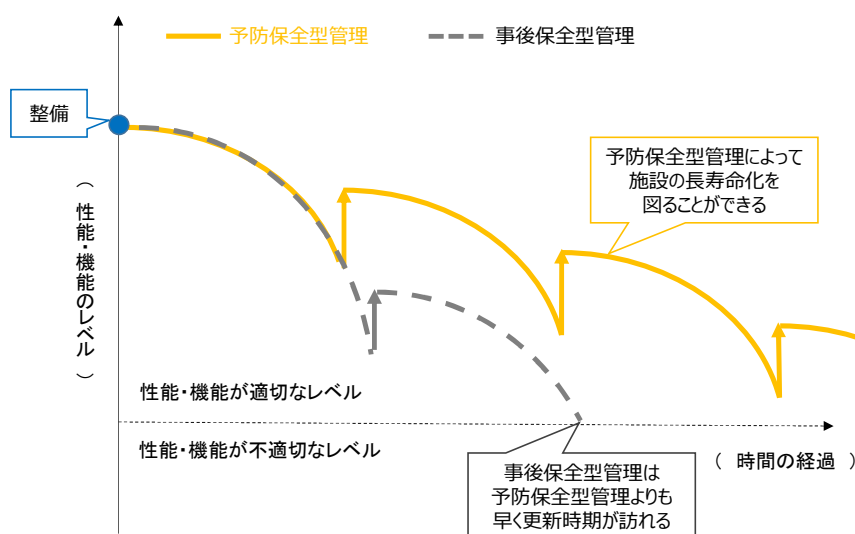 予防保全型管理
事後保全型管理
整備
予防保全型管理によって
施設の長寿命化を
図ることができる
（性能・機能のレベル）
性能・機能が適切なレベル
性能・機能が不適切なレベル
（ 時間の経過 ）
事後保全型管理は
予防保全型管理よりも
早く更新時期が訪れる